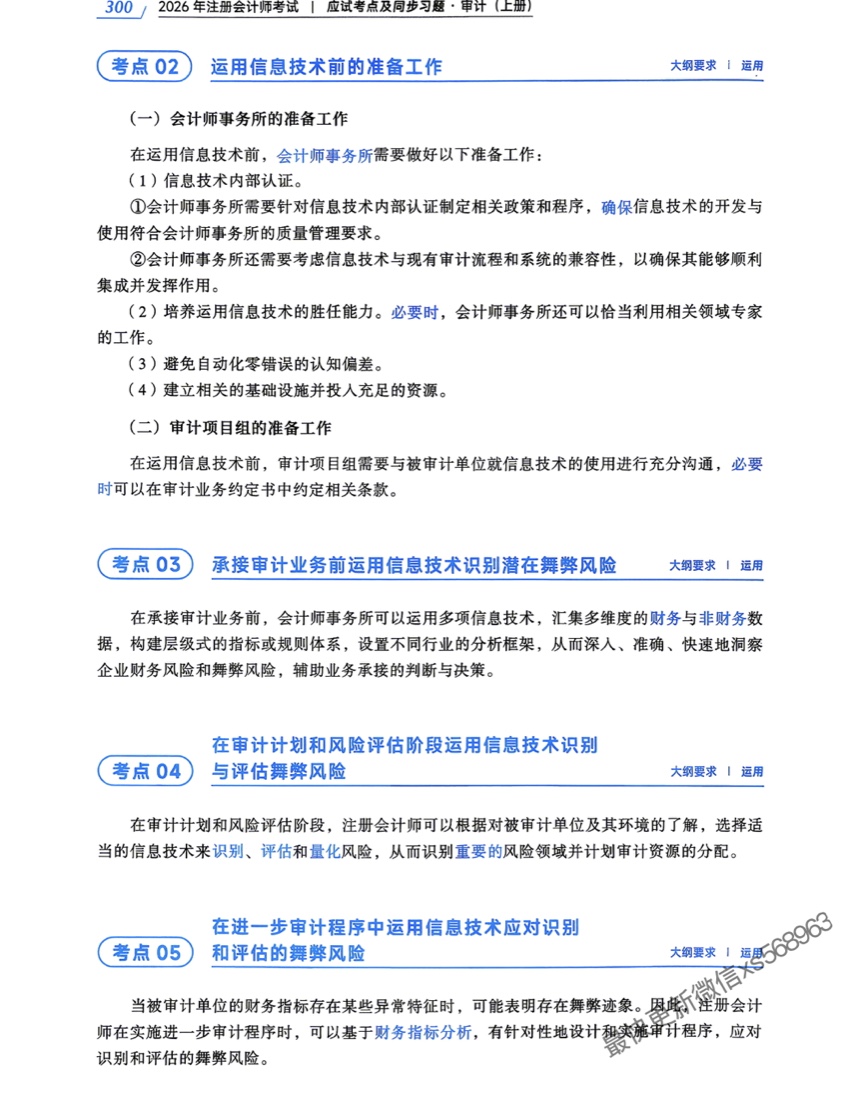 300 2026年注册会计师考试 | 应试考点及同步习题·审计（上册）
考点 02 运用信息技术前的准备工作 大纲要求 | 运用
（一）会计师事务所的准备工作
在运用信息技术前，会计师事务所需要做好以下准备工作：
（1）信息技术内部认证。
①会计师事务所需要针对信息技术内部认证制定相关政策和程序，确保信息技术的开发与
使用符合会计师事务所的质量管理要求。
②会计师事务所还需要考虑信息技术与现有审计流程和系统的兼容性，以确保其能够顺利
集成并发挥作用。
（2）培养运用信息技术的胜任能力。必要时，会计师事务所还可以恰当利用相关领域专家
的工作。
（3）避免自动化零错误的认知偏差。
（4）建立相关的基础设施并投入充足的资源。
（二）审计项目组的准备工作
在运用信息技术前，审计项目组需要与被审计单位就信息技术的使用进行充分沟通，必要
时可以在审计业务约定书中约定相关条款。
考点 03 承接审计业务前运用信息技术识别潜在舞弊风险 大纲要求 | 运用
在承接审计业务前，会计师事务所可以运用多项信息技术，汇集多维度的财务与非财务数
据，构建层级式的指标或规则体系，设置不同行业的分析框架，从而深入、准确、快速地洞察
企业财务风险和舞弊风险，辅助业务承接的判断与决策。
在审计计划和风险评估阶段运用信息技术识别
考点 04 与评估舞弊风险 大纲要求 | 运用
在审计计划和风险评估阶段，注册会计师可以根据对被审计单位及其环境的了解，选择适
当的信息技术来识别、评估和量化风险，从而识别重要的风险领域并计划审计资源的分配。
在进一步审计程序中运用信息技术应对识别
考点 05 和评估的舞弊风险 大纲要求 | 运用
当被审计单位的财务指标存在某些异常特征时，可能表明存在舞弊迹象。因此，注册会计
师在实施进一步审计程序时，可以基于财务指标分析，有针对性地设计和实施审计程序，应对
识别和评估的舞弊风险。
最快更新微信xs568963